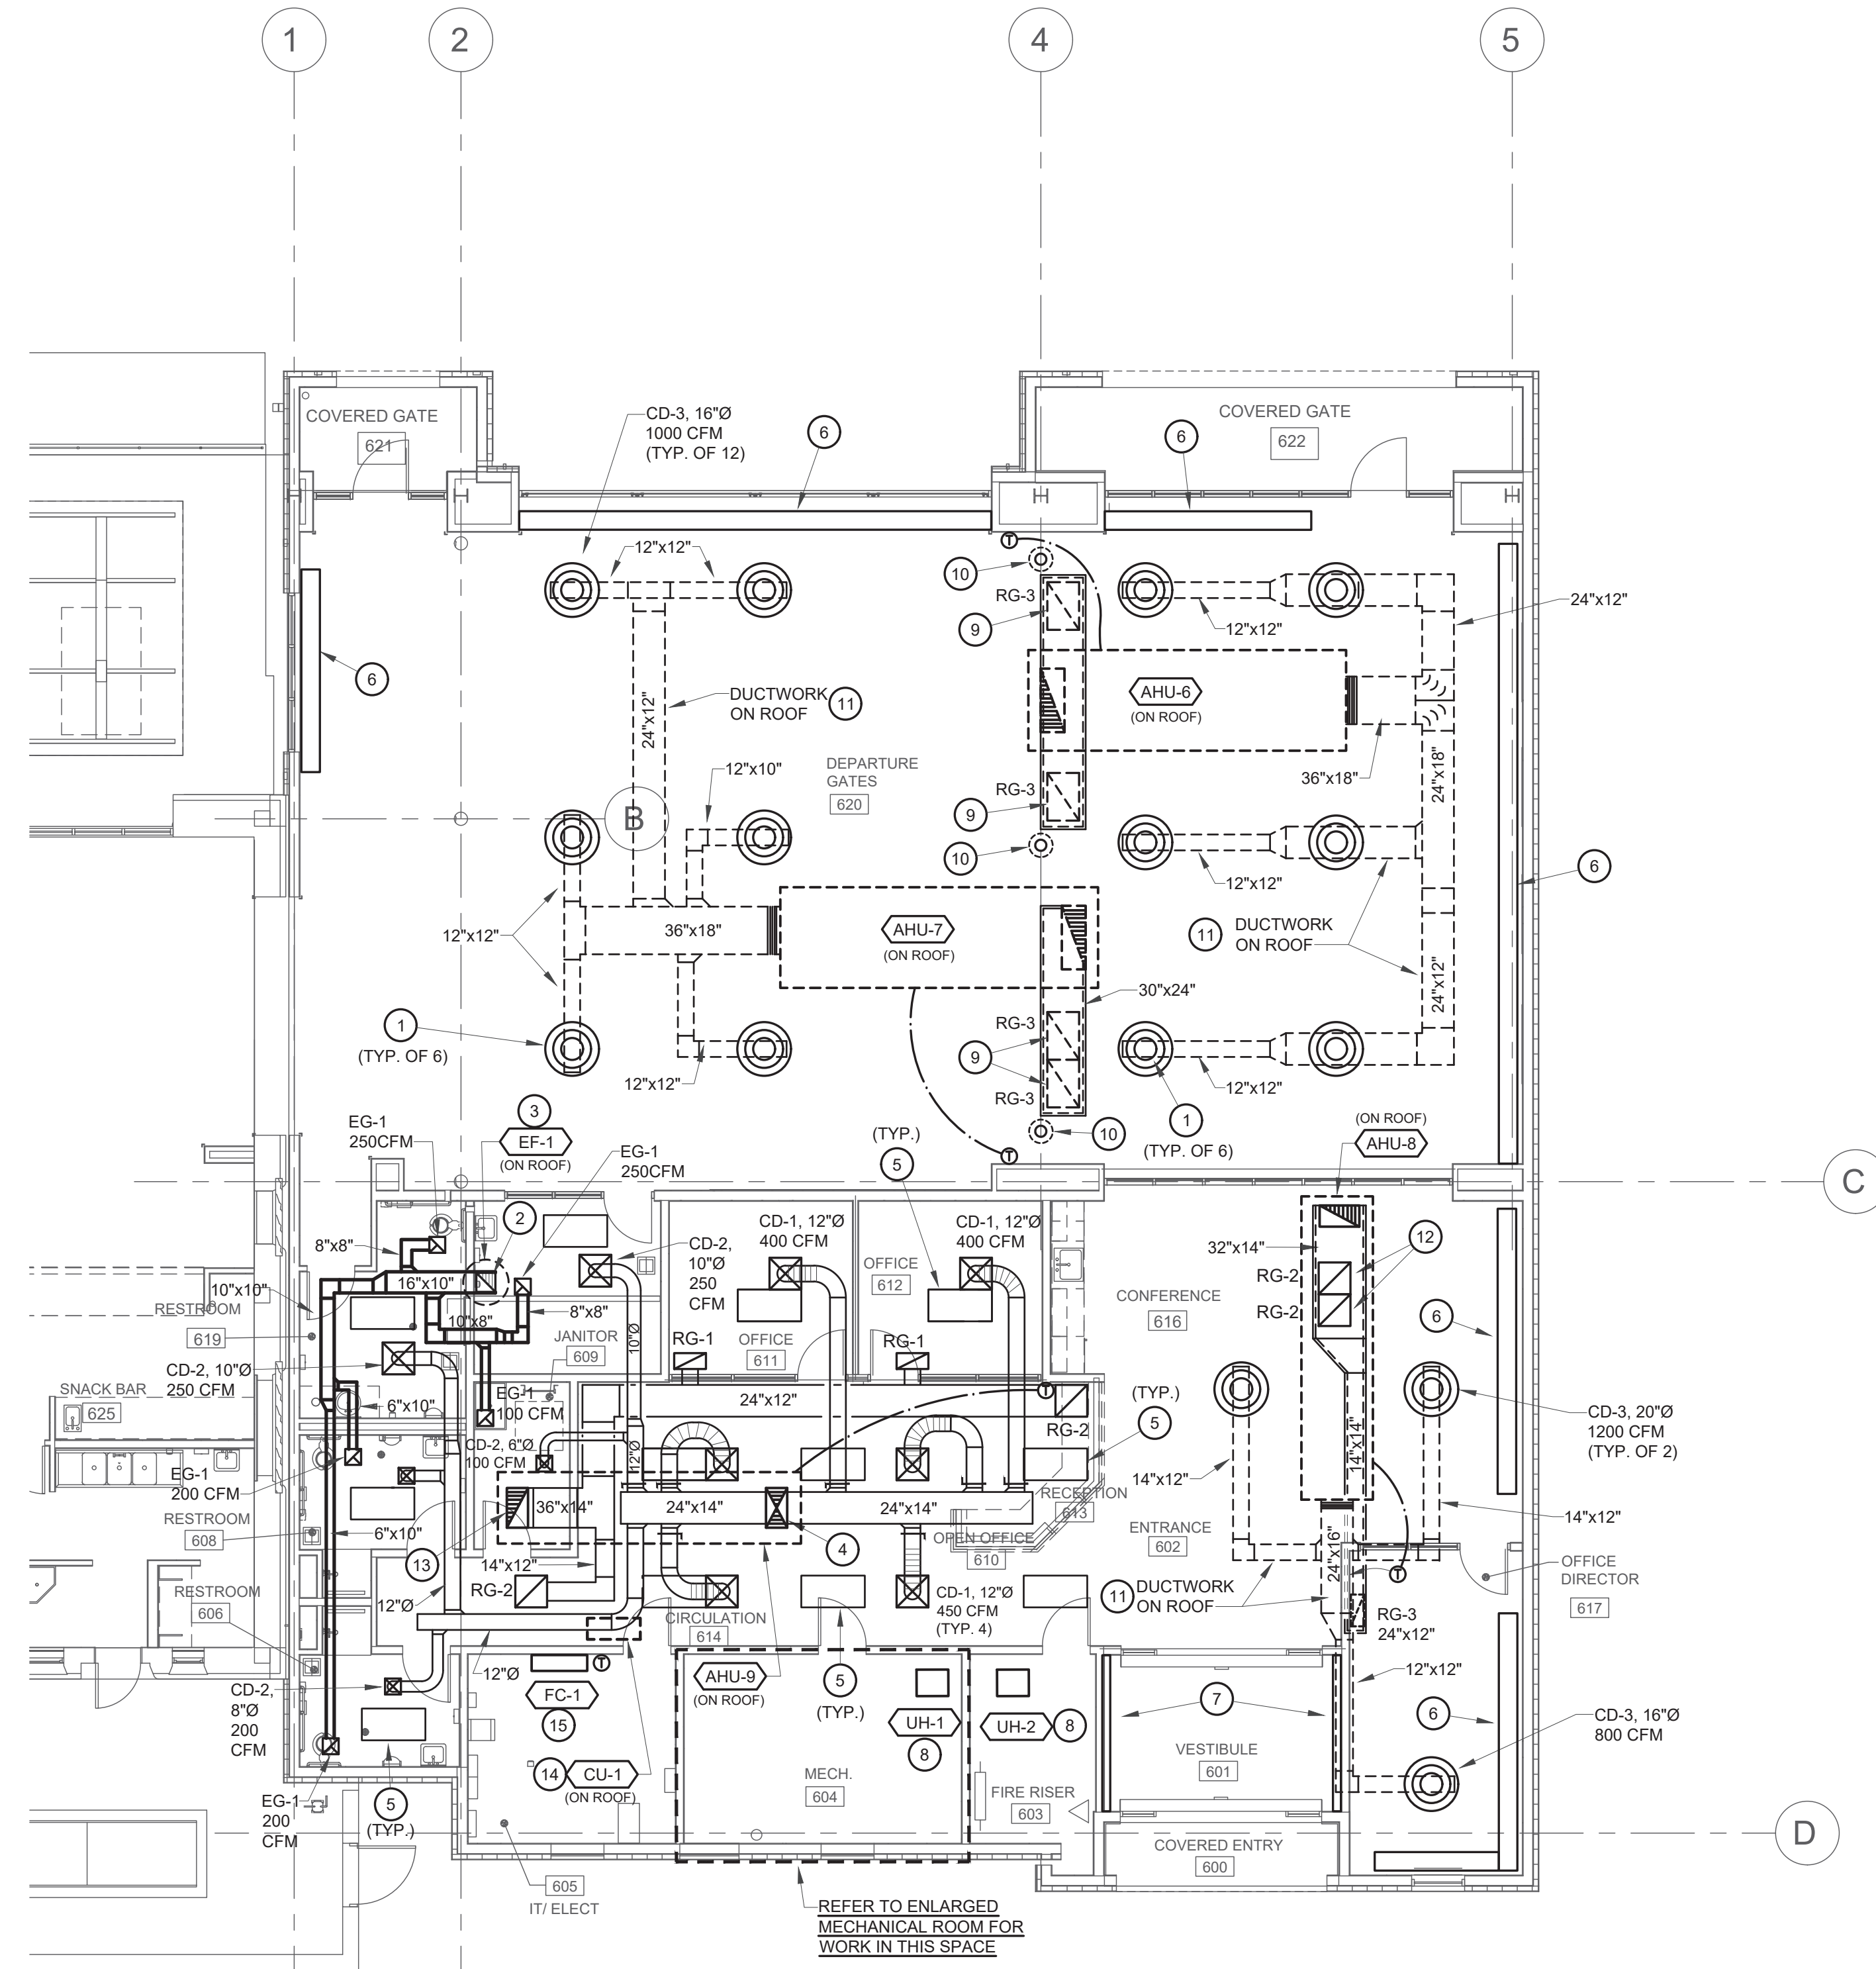 1
2
4
5
COVERED GATE
621
CD-3, 16"Ø
1000 CFM
(TYP. OF 12)
6
6
COVERED GATE
622
12"x12"
T
10
RG-3
9
12"x12"
24"x12"
6
24"x12"
DUCTWORK
ON ROOF
11
AHU-6
(ON ROOF)
12"x10"
DEPARTURE
GATES
620
RG-3
9
36"x18"
24"x18"
B
10
12"x12"
6
12"x12"
36"x18"
AHU-7
(ON ROOF)
11
DUCTWORK
ON ROOF
24"x12"
30"x24"
1
(TYP. OF 6)
RG-3
9
RG-3
12"x12"
12"x12"
10
1
(TYP. OF 6)
T
3
EF-1
(ON ROOF)
EG-1
250CFM
EG-1
250CFM
(TYP.)
5
(ON ROOF)
AHU-8
C
2
8"x8"
16"x10"
10"x10"
RESTROOM
619
10"x8"
8"x8"
JANITOR
609
CD-2,
10"Ø
250
CFM
10"Ø
CD-1, 12"Ø
400 CFM
OFFICE
611
RG-1
OFFICE
612
CD-1, 12"Ø
400 CFM
RG-1
CONFERENCE
616
32"x14"
RG-2
RG-2
12
6
CD-2, 10"Ø
250 CFM
SNACK BAR
625
6"x10"
EG-1
100 CFM
24"x12"
T
RG-2
(TYP.)
5
CD-3, 20"Ø
1200 CFM
(TYP. OF 2)
CD-2, 6"Ø
100 CFM
12"Ø
14"x14"
EG-1
200 CFM
14"x12"
RESTROOM
608
6"x10"
36"x14"
24"x14"
24"x14"
RECEPTION
613
14"x12"
13
4
OPEN OFFICE
610
ENTRANCE
602
24"x16"
14"x12"
RG-2
RESTROOM
606
12"Ø
CIRCULATION
614
CD-1, 12"Ø
450 CFM
(TYP. 4)
11
DUCTWORK
ON ROOF
T
OFFICE
DIRECTOR
617
RG-3
24"x12"
12"Ø
T
AHU-9
(ON ROOF)
5
(TYP.)
12"x12"
CD-2,
8"Ø
200
CFM
FC-1
15
UH-1
8
UH-2
8
7
6
CD-3, 16"Ø
800 CFM
14
CU-1
(ON ROOF)
MECH.
604
VESTIBULE
601
EG-1
200
CFM
5
(TYP.)
FIRE RISER
603
D
COVERED ENTRY
600
605
IT/ ELECT
REFER TO ENLARGED
MECHANICAL ROOM FOR
WORK IN THIS SPACE